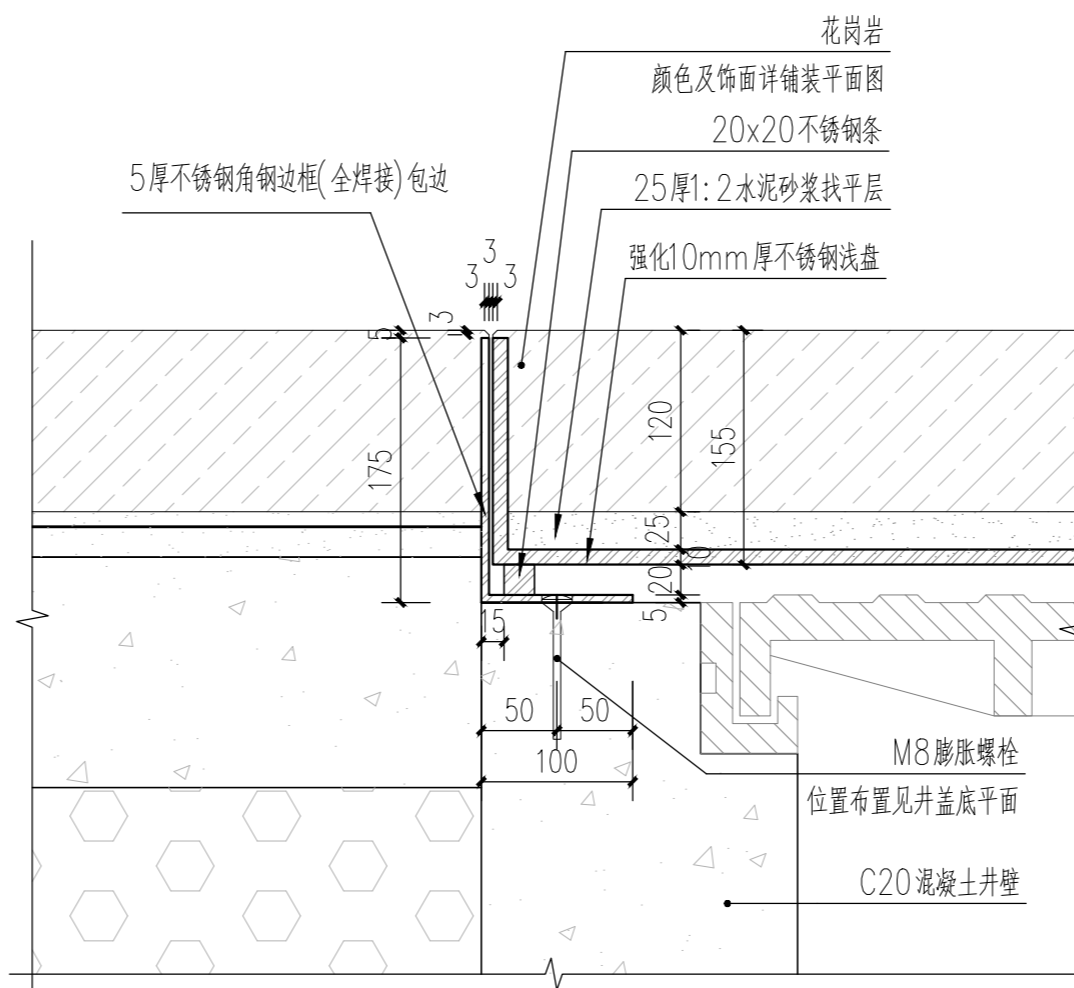 花岗岩
颜色及饰面详铺装平面图
20x20不锈钢条
5厚不锈钢角钢边框(全焊接)包边
25厚1:2水泥砂浆找平层
强化10mm厚不锈钢浅盘
3
3
3
3
5
175
120
155
25
10
20
5
15
50
50
100
M8膨胀螺栓
位置布置见井盖底平面
C20混凝土井壁